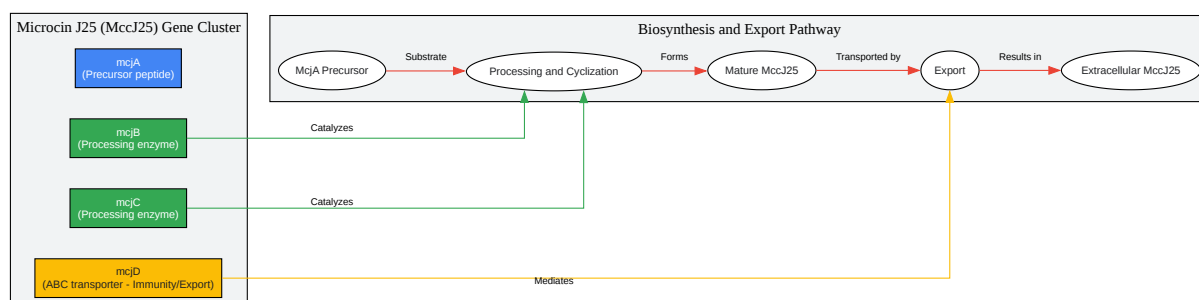 Microcin J25 (MccJ25) Gene Cluster
mcjA
(Precursor peptide)
mcjB
(Processing enzyme)
mcjC
(Processing enzyme)
mcjD
(ABC transporter - Immunity/Export)
Biosynthesis and Export Pathway
McjA Precursor
Substrate
Processing and Cyclization
Forms
Mature MccJ25
Transported by
Export
Results in
Extracellular MccJ25
Catalyzes
Catalyzes
Mediates